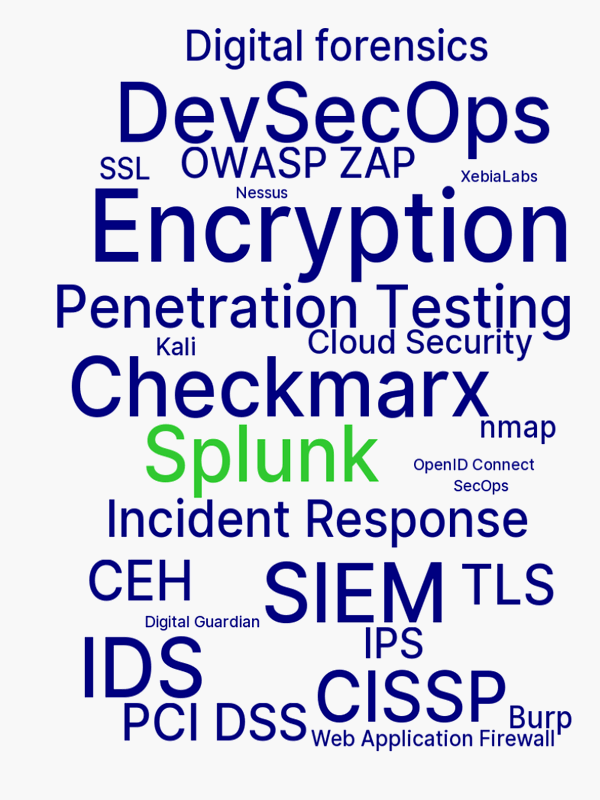 Digital forensics
DevSecOps
SSL
OWASP ZAP
XebiaLabs
Nessus
Encryption
Penetration Testing
Kali
Cloud Security
Checkmarx
nmap
Splunk
OpenID Connect
SecOps
Incident Response
CEH
SIEM
TLS
Digital Guardian
IPS
IDS
CISSP
PCI DSS
Burp
Web Application Firewall